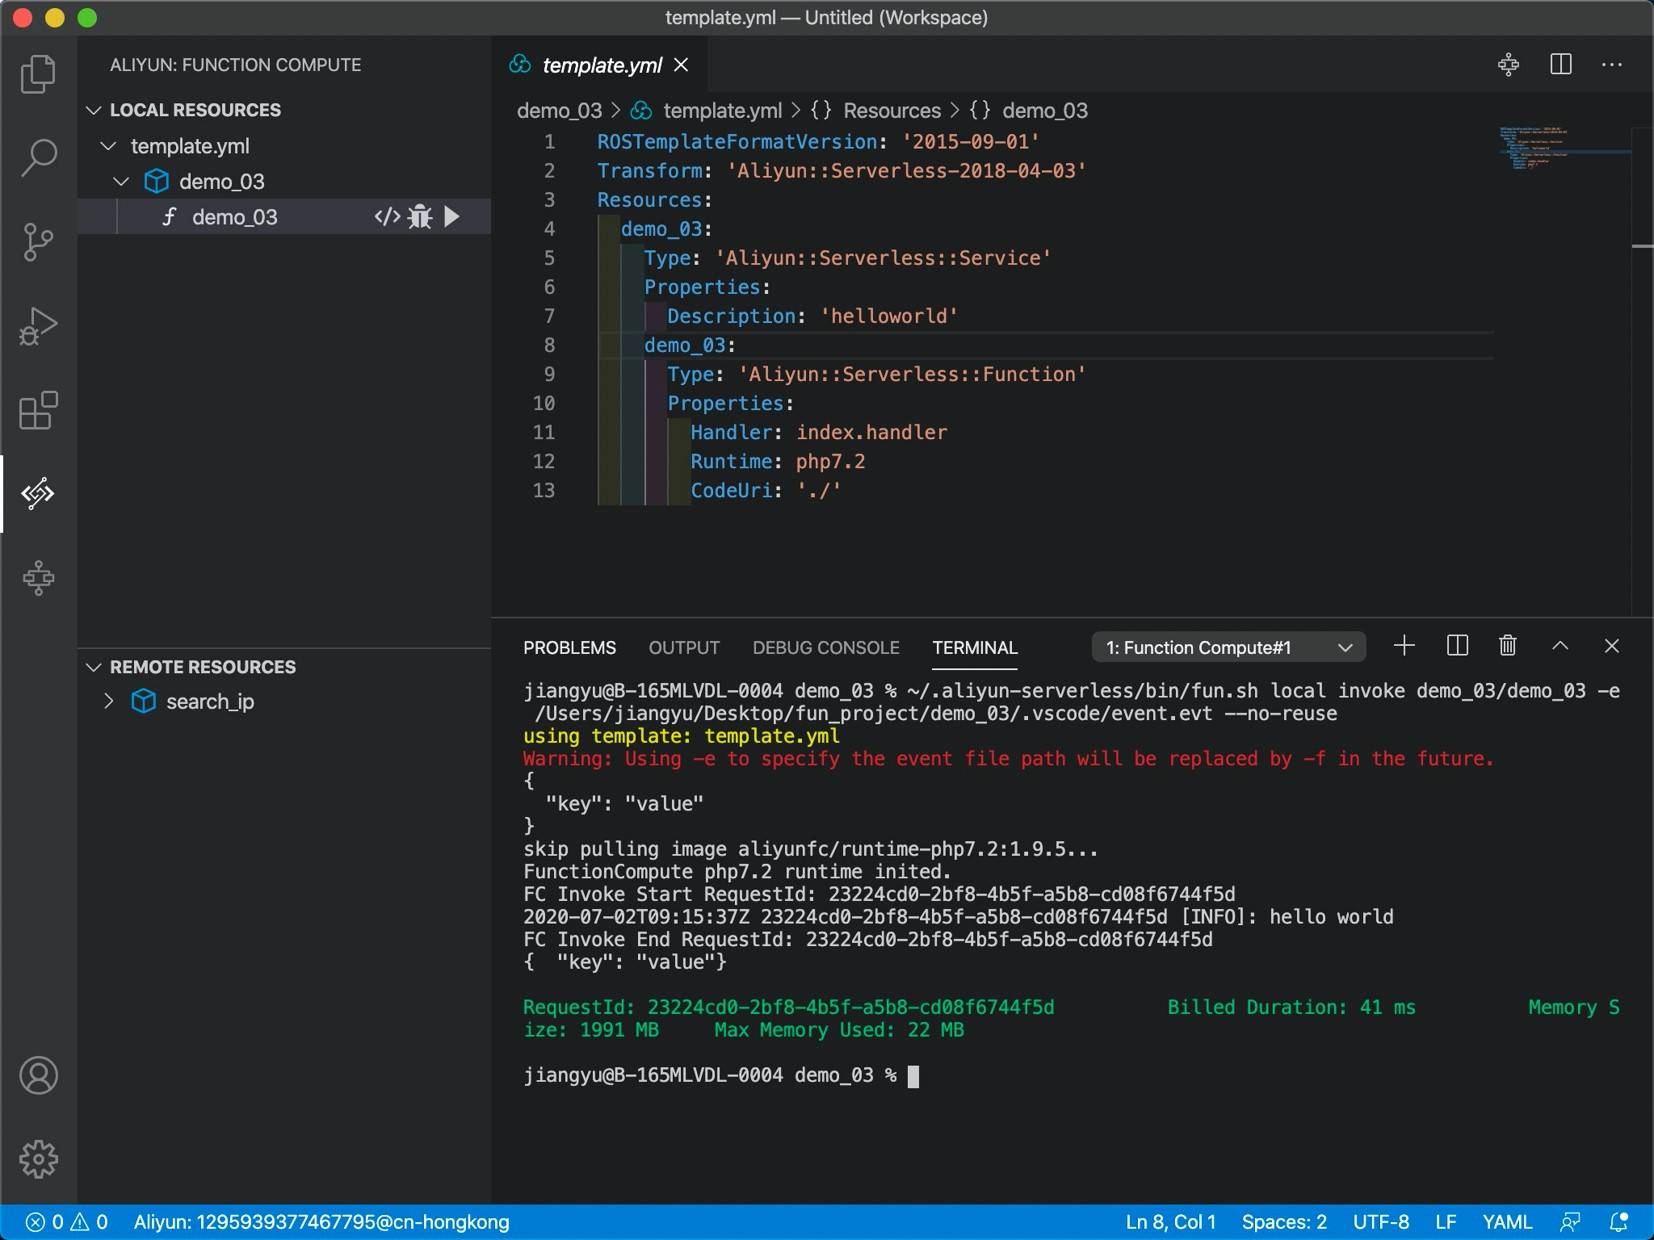 template.yml — Untitled (Workspace)
ALIYUN: FUNCTION COMPUTE
LOCAL RESOURCES
template.yml
demo_03
demo_03
REMOTE RESOURCES
search_ip
template.yml
demo_03 > template.yml > {} Resources > {} demo_03
1 ROSTemplateFormatVersion: '2015-09-01'
2 Transform: 'Aliyun::Serverless-2018-04-03'
3 Resources:
4 demo_03:
5 Type: 'Aliyun::Serverless::Service'
6 Properties:
7 Description: 'helloworld'
8 demo_03:
9 Type: 'Aliyun::Serverless::Function'
10 Properties:
11 Handler: index.handler
12 Runtime: php7.2
13 CodeUri: './'
PROBLEMS OUTPUT DEBUG CONSOLE TERMINAL 1: Function Compute#1
jiangyu@B-165MLVDL-0004 demo_03 % ~/.aliyun-serverless/bin/fun.sh local invoke demo_03/demo_03 -e
/Users/jiangyu/Desktop/fun_project/demo_03/.vscode/event.evt --no-reuse
using template: template.yml
Warning: Using -e to specify the event file path will be replaced by -f in the future.
{
"key": "value"
}
skip pulling image aliyunfc/runtime-php7.2:1.9.5...
FunctionCompute php7.2 runtime inited.
FC Invoke Start RequestId: 23224cd0-2bf8-4b5f-a5b8-cd08f6744f5d
2020-07-02T09:15:37Z 23224cd0-2bf8-4b5f-a5b8-cd08f6744f5d [INFO]: hello world
FC Invoke End RequestId: 23224cd0-2bf8-4b5f-a5b8-cd08f6744f5d
{ "key": "value"}
RequestId: 23224cd0-2bf8-4b5f-a5b8-cd08f6744f5d Billed Duration: 41 ms Memory S
ize: 1991 MB Max Memory Used: 22 MB
jiangyu@B-165MLVDL-0004 demo_03 %
0 0 Aliyun: 1295939377467795@cn-hongkong Ln 8, Col 1 Spaces: 2 UTF-8 LF YAML